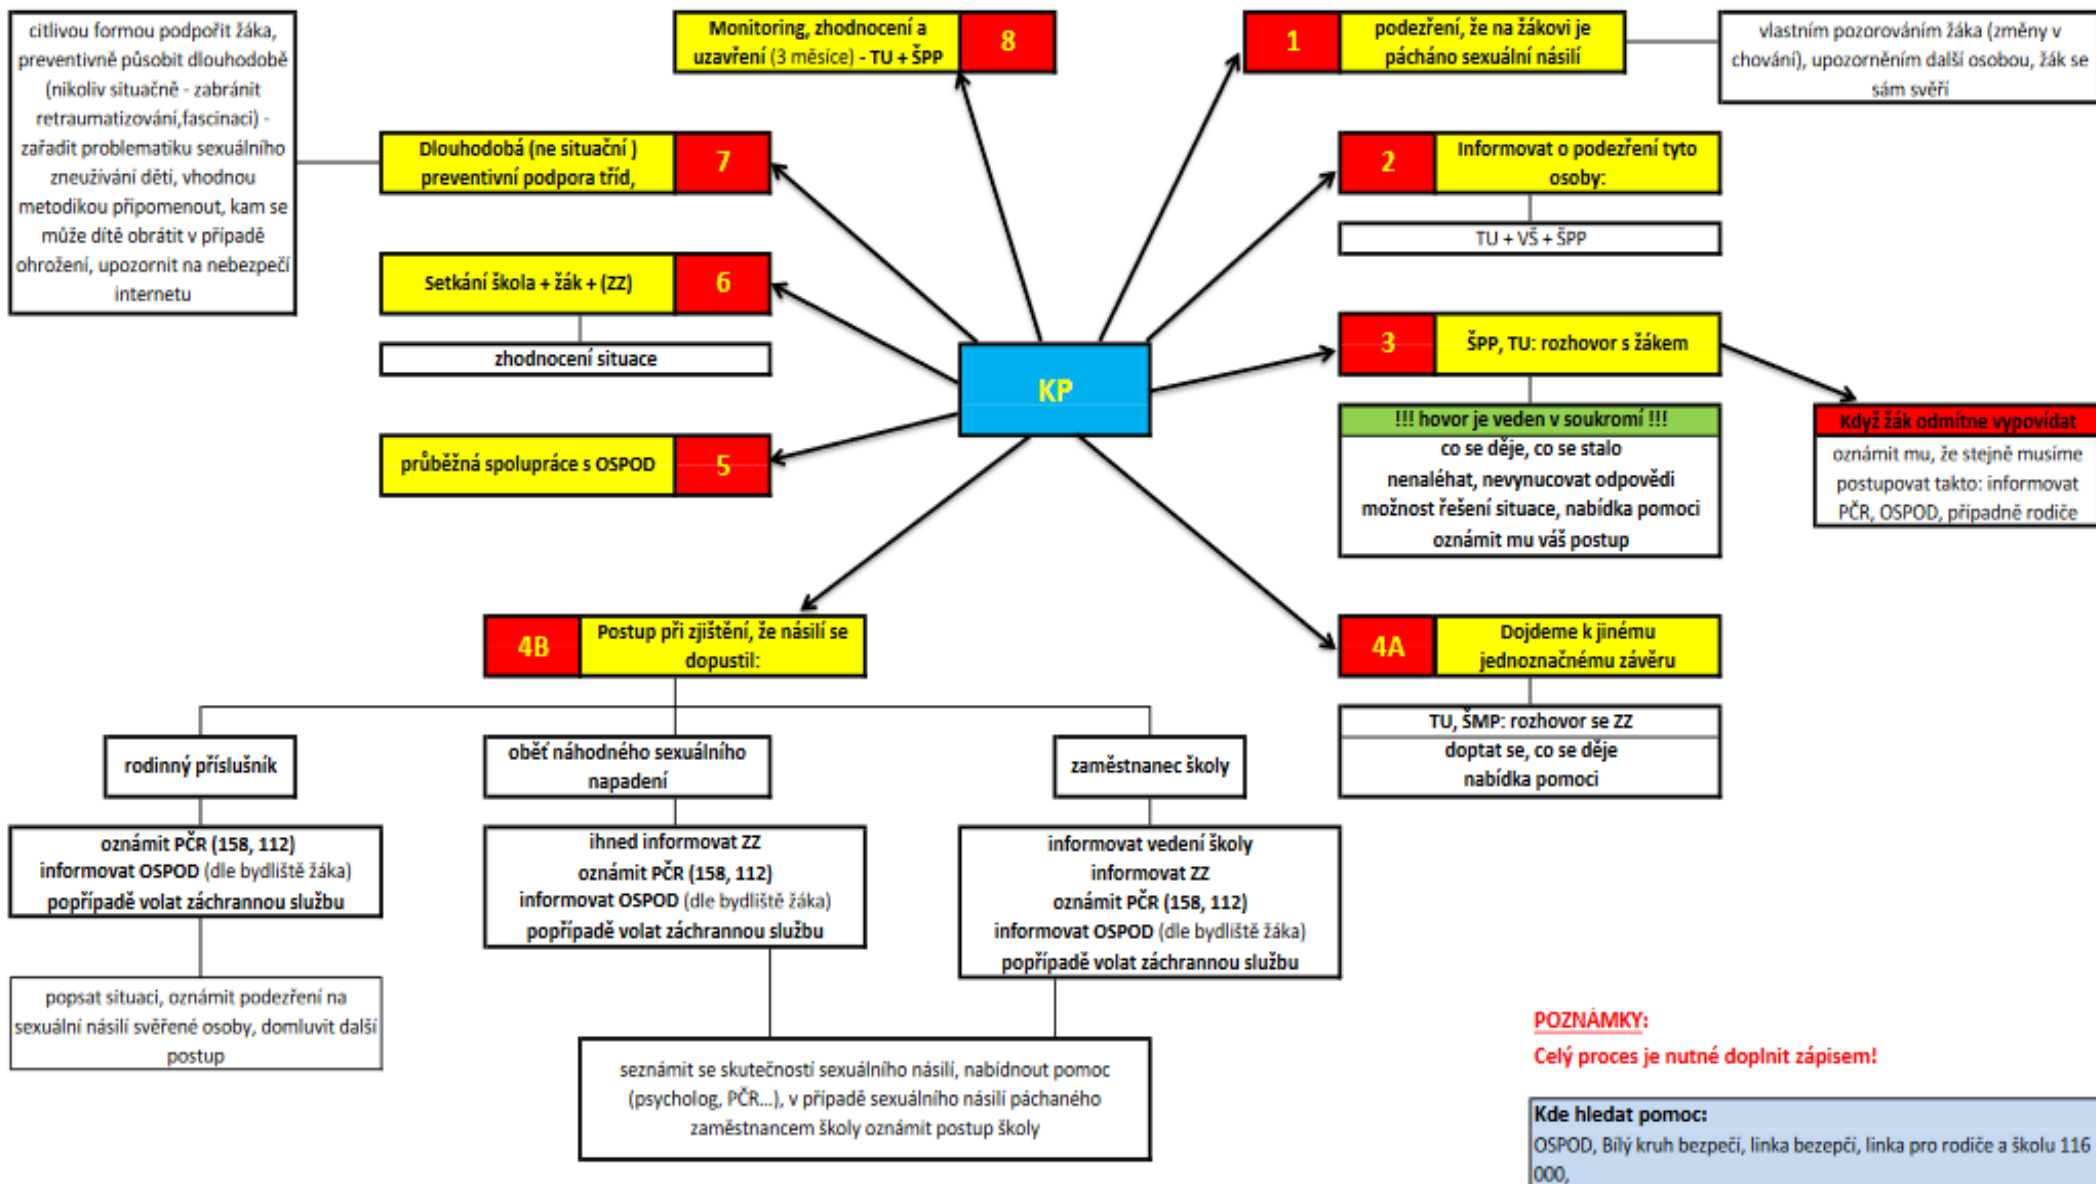 citlivou formou podpořit žáka,
preventivně působit dlouhodobě
(nikoliv situačně - zabránit
retraumatizování,fascinaci) -
zařadit problematiku sexuálního
zneužívání dětí, vhodnou
metodikou připomenout, kam se
může dítě obrátit v případě
ohrožení, upozornit na nebezpečí
internetu
Monitoring, zhodnocení a
uzavření (3 měsíce) - TU + ŠPP
8
1
podezření, že na žákovi je
pácháno sexuální násilí
vlastním pozorováním žáka (změny v
chování), upozorněním další osobou, žák se
sám svěří
Dlouhodobá (ne situační )
preventivní podpora tříd,
7
2
Informovat o podezření tyto
osoby:
TU + VŠ + ŠPP
Setkání škola + žák + (ZZ)
6
zhodnocení situace
3
ŠPP, TU: rozhovor s žákem
KP
!!! hovor je veden v soukromí !!!
co se děje, co se stalo
nenaléhat, nevynucovat odpovědi
možnost řešení situace, nabídka pomoci
oznámit mu váš postup
Když žák odmítne vypovídat
oznámit mu, že stejně musíme
postupovat takto: informovat
PČR, OSPOD, případně rodiče
průběžná spolupráce s OSPOD
5
4B
Postup při zjištění, že násilí se
dopustil:
4A
Dojdeme k jinému
jednoznačnému závěru
TU, ŠMP: rozhovor se ZZ
doptat se, co se děje
nabídka pomoci
rodinný příslušník
oběť náhodného sexuálního
napadení
zaměstnanec školy
oznámit PČR (158, 112)
informovat OSPOD (dle bydliště žáka)
popřípadě volat záchrannou službu
ihned informovat ZZ
oznámit PČR (158, 112)
informovat OSPOD (dle bydliště žáka)
popřípadě volat záchrannou službu
informovat vedení školy
informovat ZZ
oznámit PČR (158, 112)
informovat OSPOD (dle bydliště žáka)
popřípadě volat záchrannou službu
popsat situaci, oznámit podezření na
sexuální násilí svěřené osoby, domluvit další
postup
seznámit se skutečností sexuálního násilí, nabídnout pomoc
(psycholog, PČR...), v případě sexuálního násilí páchaného
zaměstnancem školy oznámit postup školy
POZNÁMKY:
Celý proces je nutné doplnit zápisem!
Kde hledat pomoc:
OSPOD, Bílý kruh bezpečí, linka bezepčí, linka pro rodiče a školu 116
000,